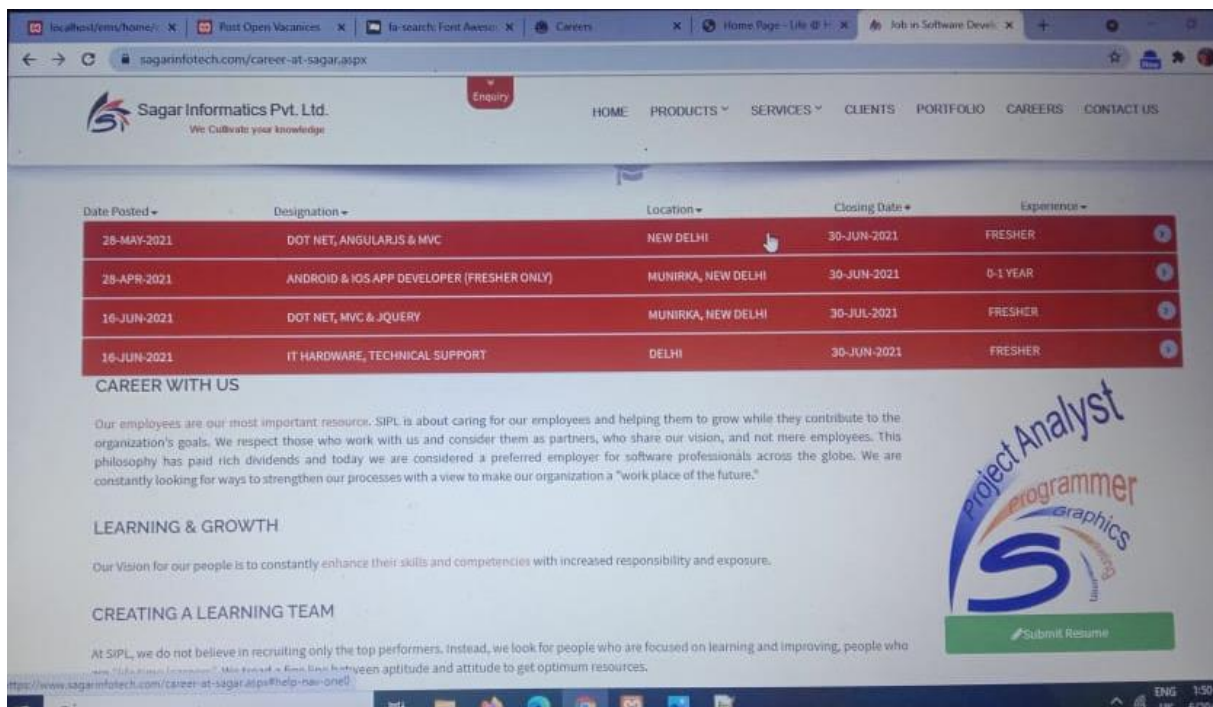 localhost/ems/home/
Post Open Vacanices
fa-search: Font Aweso
Careers
Home Page - Life @ H
Job in Software Devel
sagarinfotech.com/career-at-sagar.aspx
Sagar Informatics Pvt. Ltd.
We Cultivate your knowledge
Enquiry
HOME PRODUCTS SERVICES CLIENTS PORTFOLIO CAREERS CONTACT US
Date Posted Designation Location Closing Date Experience
28-MAY-2021 DOT NET, ANGULARJS & MVC NEW DELHI 30-JUN-2021 FRESHER
28-APR-2021 ANDROID & IOS APP DEVELOPER (FRESHER ONLY) MUNIRKA, NEW DELHI 30-JUN-2021 0-1 YEAR
16-JUN-2021 DOT NET, MVC & JQUERY MUNIRKA, NEW DELHI 30-JUL-2021 FRESHER
16-JUN-2021 IT HARDWARE, TECHNICAL SUPPORT DELHI 30-JUN-2021 FRESHER
CAREER WITH US
Our employees are our most important resource. SIPL is about caring for our employees and helping them to grow while they contribute to the
organization's goals. We respect those who work with us and consider them as partners, who share our vision, and not mere employees. This
philosophy has paid rich dividends and today we are considered a preferred employer for software professionals across the globe. We are
constantly looking for ways to strengthen our processes with a view to make our organization a "work place of the future."
Project Analyst
Programmer
Graphics
LEARNING & GROWTH
Our Vision for our people is to constantly enhance their skills and competencies with increased responsibility and exposure.
CREATING A LEARNING TEAM
Submit Resume
At SIPL, we do not believe in recruiting only the top performers. Instead, we look for people who are focused on learning and improving, people who
between aptitude and attitude to get optimum resources.
https://www.sagarinfotech.com/career-at-sagar.aspx#help-nav-one0
ENG 1:50